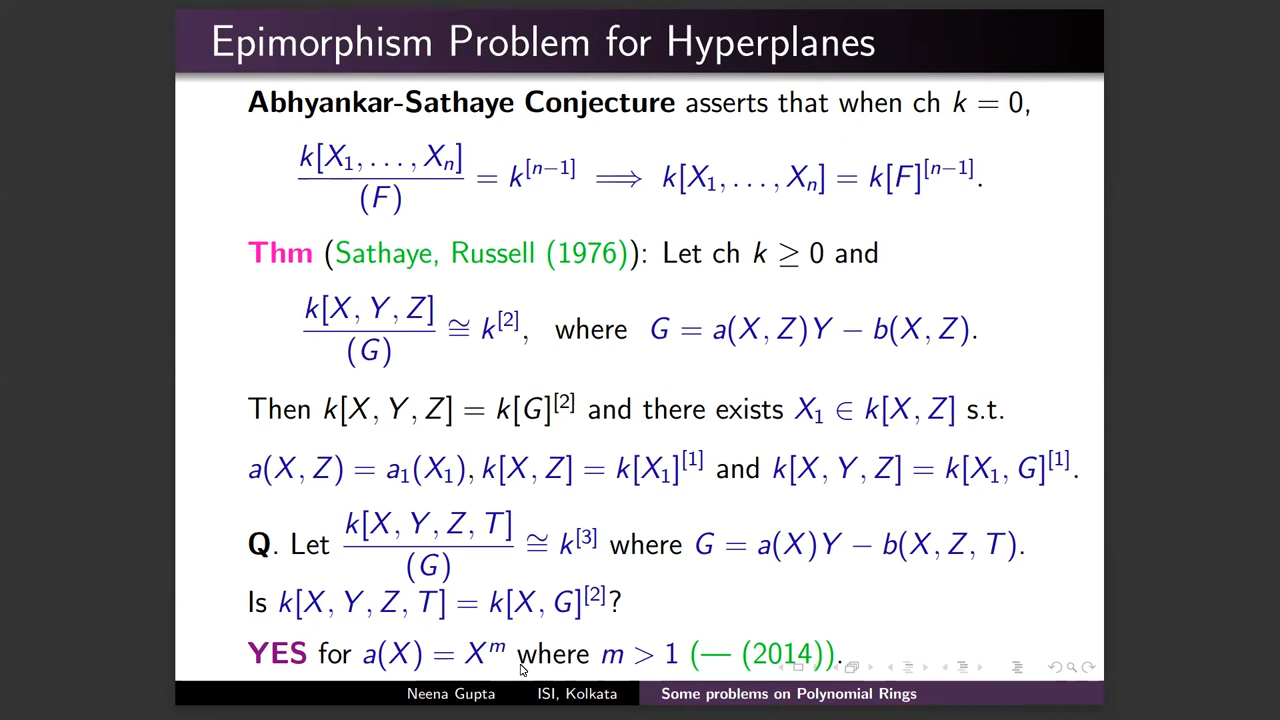 Epimorphism Problem for Hyperplanes
Abhyankar-Sathaye Conjecture asserts that when ch k = 0,
k[X₁, . . . , Xₙ] / (F) = k^[n−1] ⟹ k[X₁, . . . , Xₙ] = k[F]^[n−1].
Thm (Sathaye, Russell (1976)): Let ch k ≥ 0 and
k[X, Y, Z] / (G) ≅ k^[2], where G = a(X, Z)Y − b(X, Z).
Then k[X, Y, Z] = k[G]^[2] and there exists X₁ ∈ k[X, Z] s.t.
a(X, Z) = a₁(X₁), k[X, Z] = k[X₁]^[1] and k[X, Y, Z] = k[X₁, G]^[1].
Q. Let k[X, Y, Z, T] / (G) ≅ k^[3] where G = a(X)Y − b(X, Z, T).
Is k[X, Y, Z, T] = k[X, G]^[2]?
YES for a(X) = X^m where m > 1 (— (2014)).
Neena Gupta ISI, Kolkata Some problems on Polynomial Rings